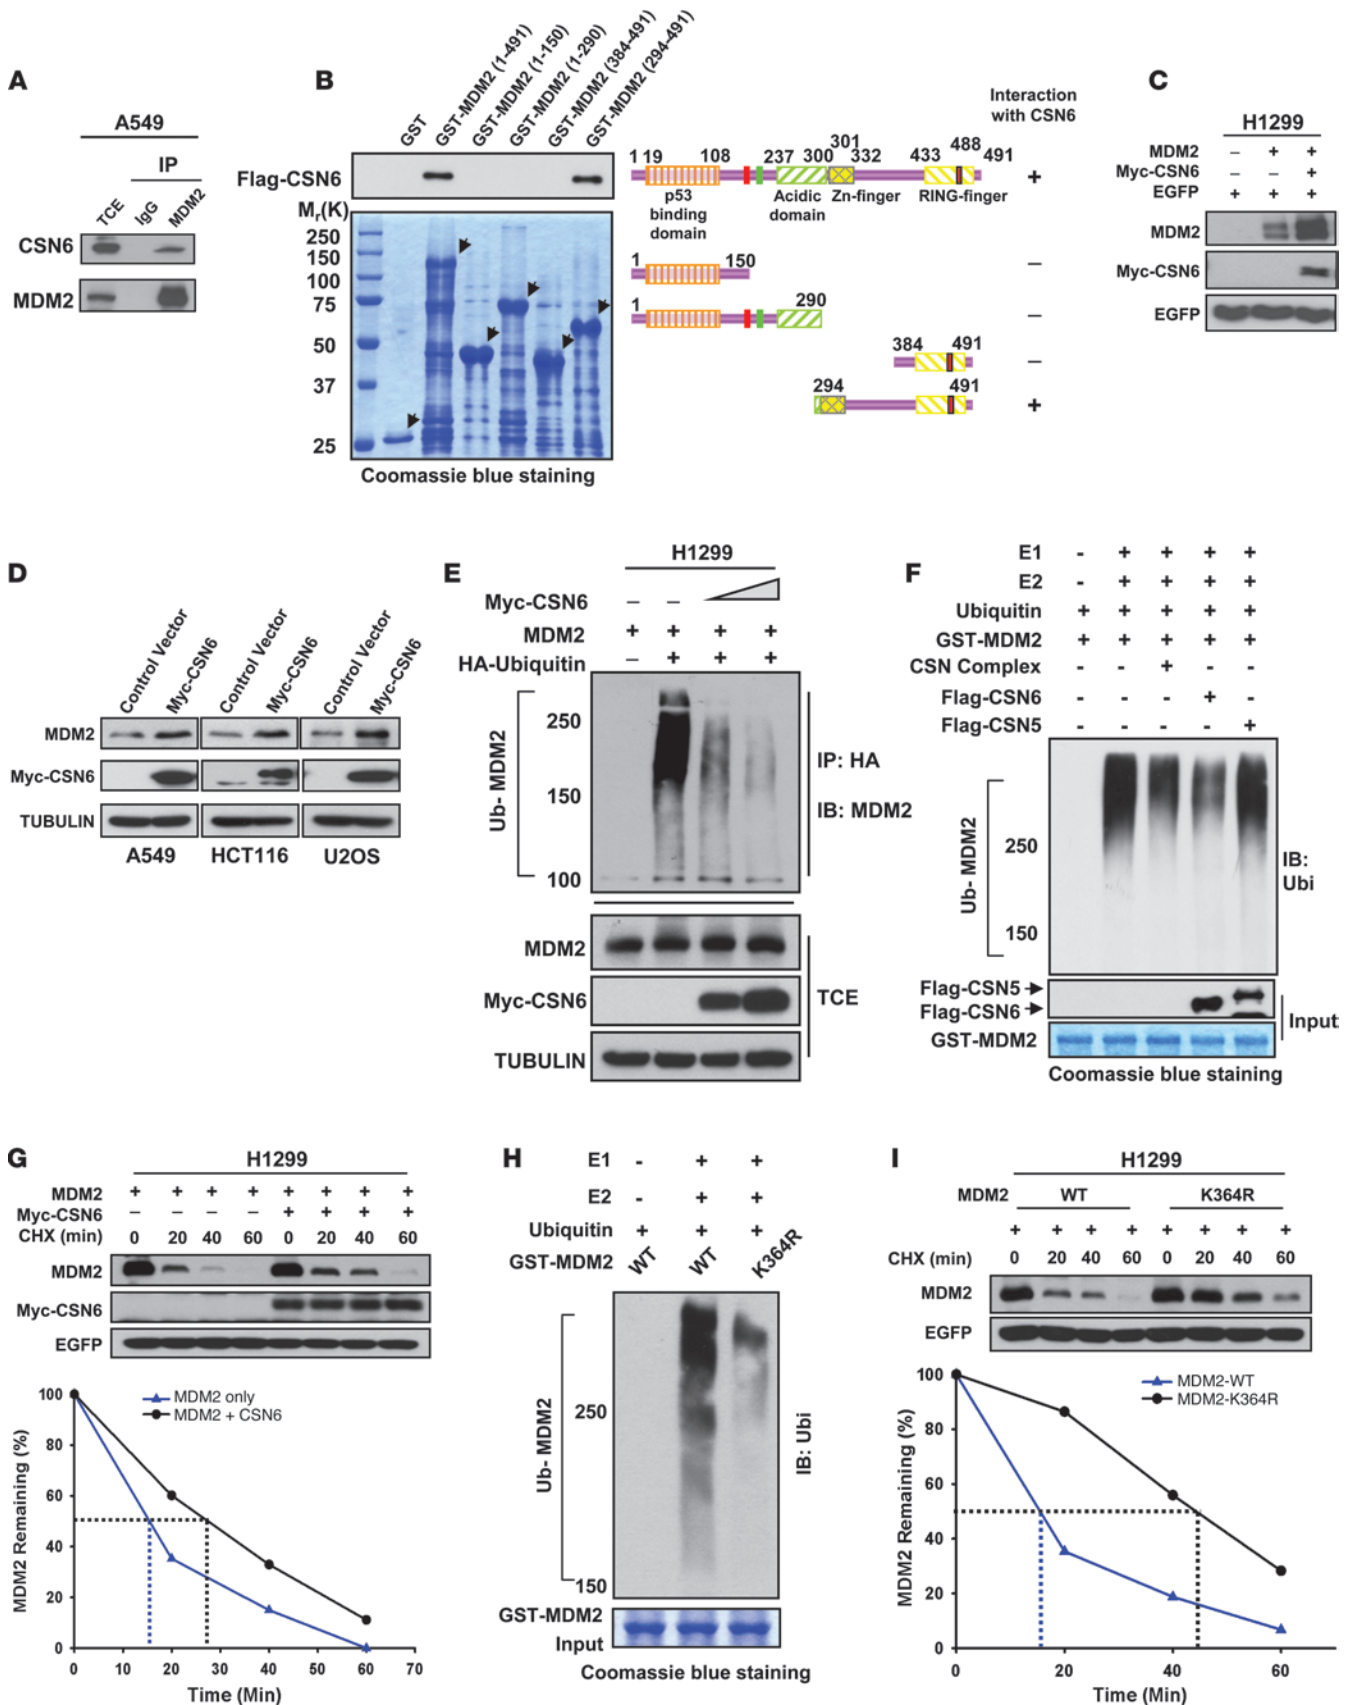 A
A549
IP
TCE
IgG
MDM2
CSN6
MDM2
B
GST
GST-MDM2 (1-491)
GST-MDM2 (1-150)
GST-MDM2 (1-290)
GST-MDM2 (384-491)
GST-MDM2 (294-491)
Flag-CSN6
Mr(K)
250
150
100
75
50
37
25
Coomassie blue staining
Interaction
with CSN6
1 19 108 237 300 301 332 433 488 491
+
p53
binding
domain
Acidic
domain
Zn-finger
RING-finger
1 150
–
1 290
–
384 491
–
294 491
+
C
H1299
MDM2 – + +
Myc-CSN6 – – +
EGFP + + +
MDM2
Myc-CSN6
EGFP
D
Control Vector
Myc-CSN6
Control Vector
Myc-CSN6
Control Vector
Myc-CSN6
MDM2
Myc-CSN6
TUBULIN
A549 HCT116 U2OS
E
H1299
Myc-CSN6 – –
MDM2 + + + +
HA-Ubiquitin – + + +
Ub- MDM2
250
150
100
IP: HA
IB: MDM2
MDM2
Myc-CSN6
TUBULIN
TCE
F
E1 - + + + +
E2 - + + + +
Ubiquitin + + + + +
GST-MDM2 + + + + +
CSN Complex - - + - -
Flag-CSN6 - - - + -
Flag-CSN5 - - - - +
Ub- MDM2
250
150
IB:
Ubi
Flag-CSN5
Flag-CSN6
GST-MDM2
Input
Coomassie blue staining
G
H1299
MDM2 + + + + + + + +
Myc-CSN6 – – – – + + + +
CHX (min) 0 20 40 60 0 20 40 60
MDM2
Myc-CSN6
EGFP
MDM2 only
MDM2 + CSN6
MDM2 Remaining (%)
100
80
60
40
20
0
0 10 20 30 40 50 60 70
Time (Min)
H
E1 - + +
E2 - + +
Ubiquitin + + +
GST-MDM2 WT WT K364R
Ub- MDM2
250
150
IB: Ubi
GST-MDM2
Input
Coomassie blue staining
I
H1299
MDM2 WT K364R
+ + + + + + + +
CHX (min) 0 20 40 60 0 20 40 60
MDM2
EGFP
MDM2-WT
MDM2-K364R
MDM2 Remaining (%)
100
80
60
40
20
0
0 20 40 60
Time (Min)